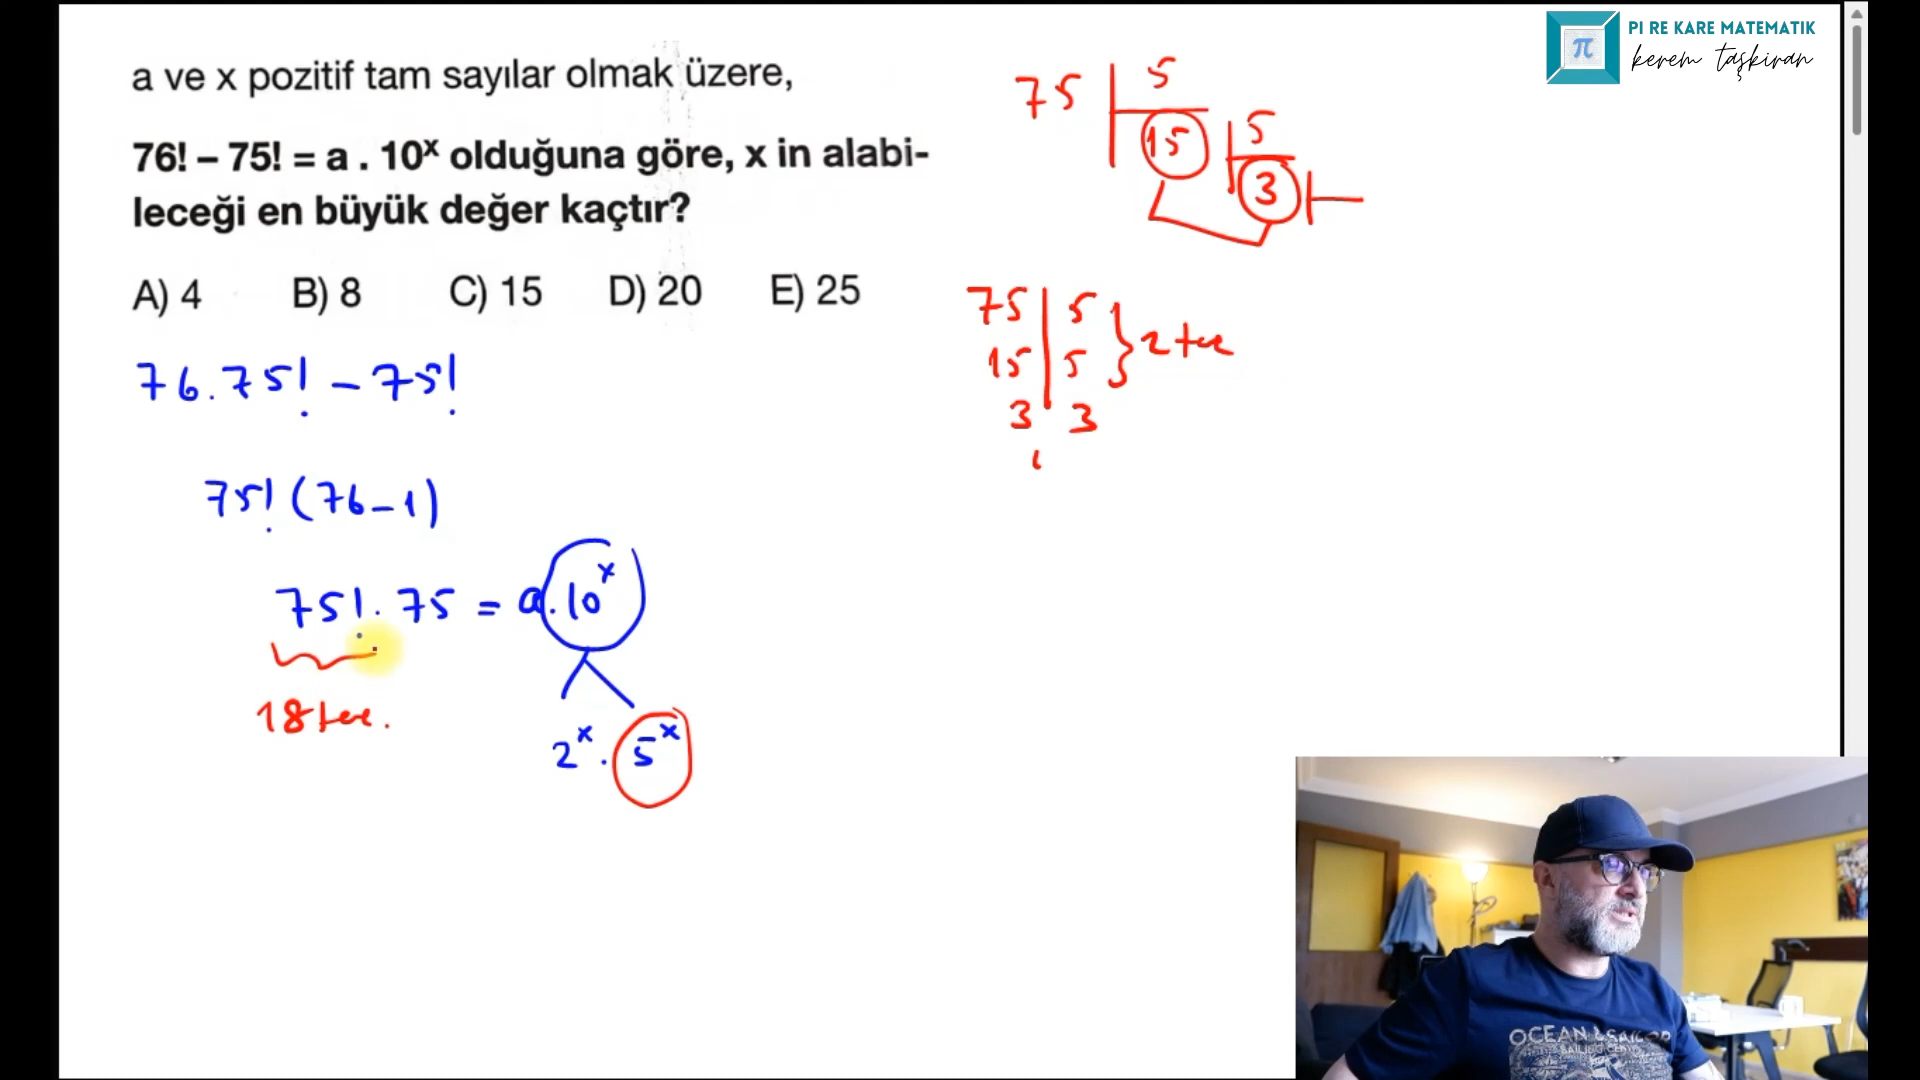 PI RE KARE MATEMATIK
kerem taşkıran
a ve x pozitif tam sayılar olmak üzere,
76! – 75! = a . 10ˣ olduğuna göre, x in alabi-
leceği en büyük değer kaçtır?
A) 4 B) 8 C) 15 D) 20 E) 25
76.75! - 75!
75! (76-1)
75! . 75 = a.10ˣ
2ˣ . 5ˣ
18 tane.
75 5
15 5
3
75 5
15 5
3 3
1
2 tane
OCEAN & SAILOR